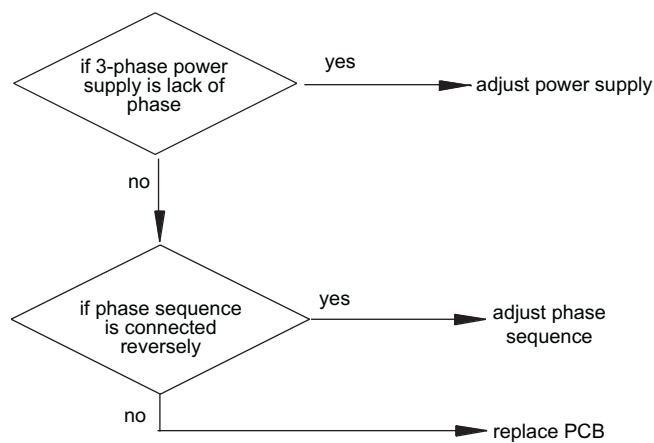 if 3-phase power
supply is lack of
phase
yes
adjust power supply
no
if phase sequence
is connected
reversely
yes
adjust phase
sequence
no
replace PCB